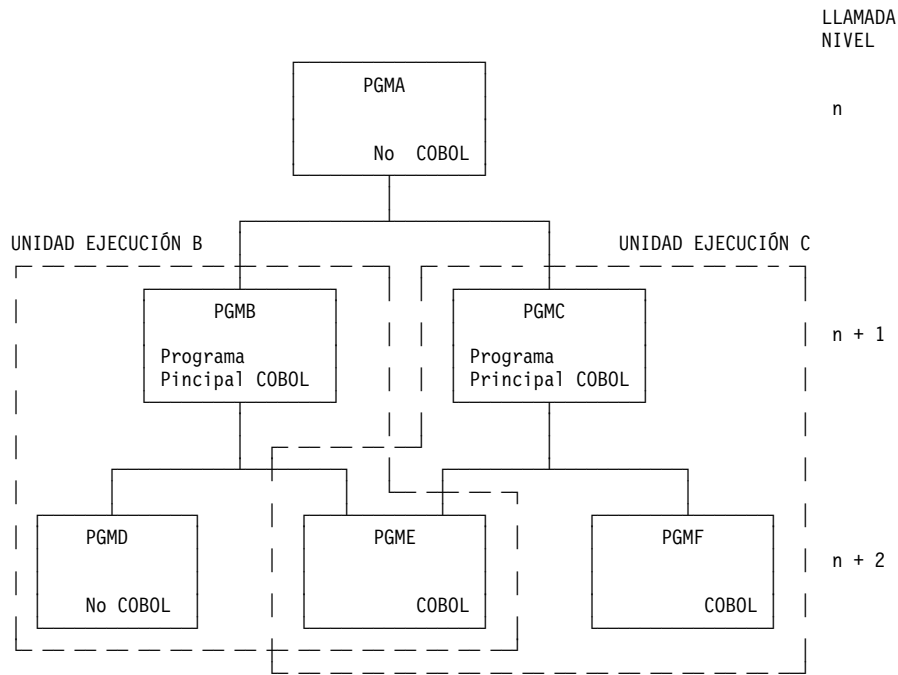 LLAMADA
NIVEL
PGMA
n
No COBOL
UNIDAD EJECUCIÓN B
UNIDAD EJECUCIÓN C
PGMB
PGMC
n + 1
Programa
Pincipal COBOL
Programa
Principal COBOL
PGMD
PGME
PGMF
n + 2
No COBOL
COBOL
COBOL